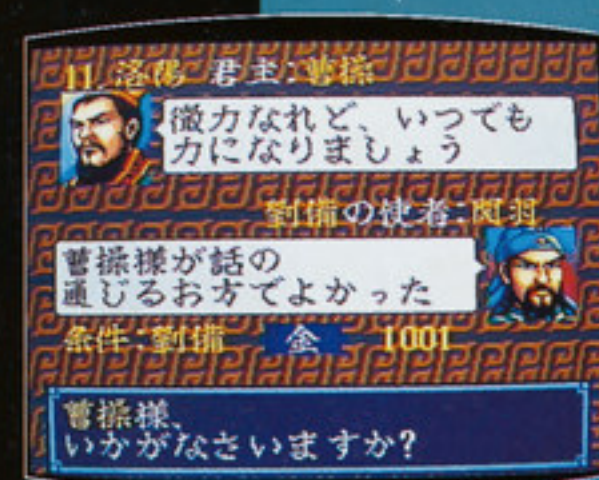 11.洛陽 君主:曹操
微力なれど、いつでも
力になりましょう
劉備の使者:関羽
曹操様が話の
通じるお方でよかった
条件:劉備 金 1001
曹操様、
いかがなさいますか?